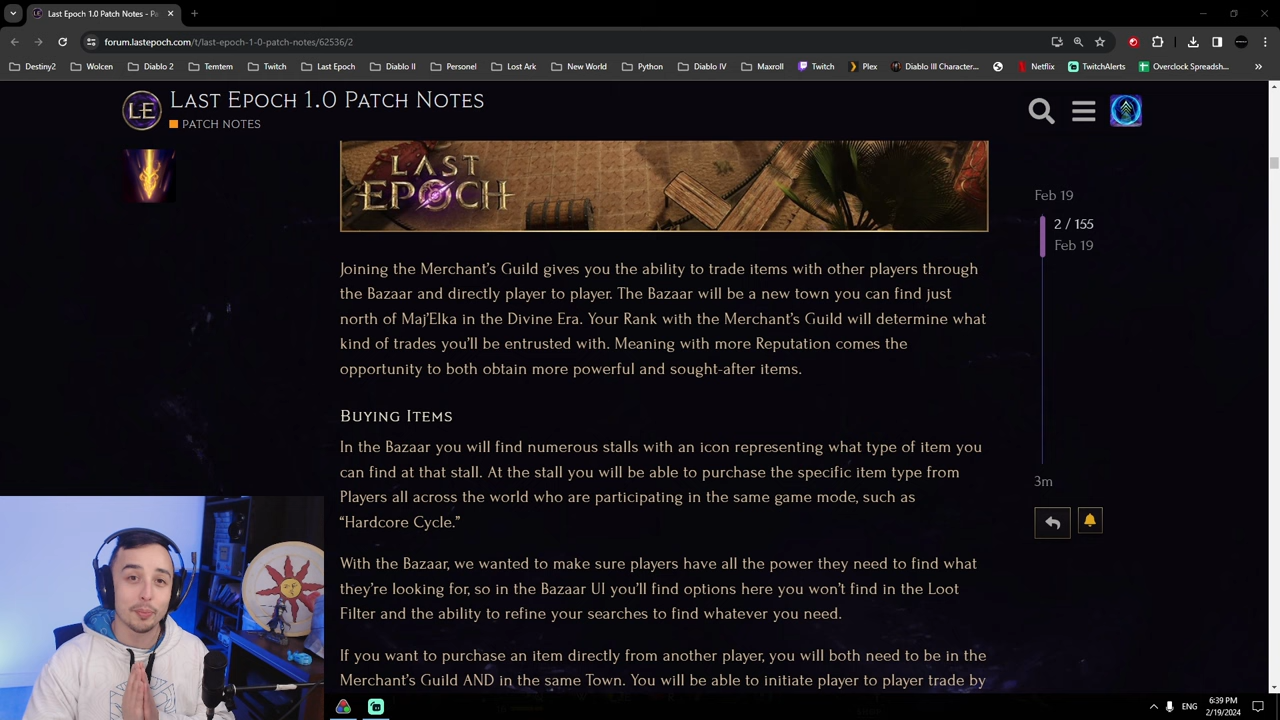 Last Epoch 1.0 Patch Notes - Pa
forum.lastepoch.com/t/last-epoch-1-0-patch-notes/62536/2
Destiny2 Wolcen Diablo 2 Temtem Twitch Last Epoch Diablo II Personel Lost Ark New World Python Diablo IV Maxroll Twitch Plex Diablo III Character... Netflix TwitchAlerts Overclock Spreadsh...
LE
Last Epoch 1.0 Patch Notes
PATCH NOTES
LAST
EPOCH
Feb 19
2 / 155
Feb 19
Joining the Merchant's Guild gives you the ability to trade items with other players through
the Bazaar and directly player to player. The Bazaar will be a new town you can find just
north of Maj'Elka in the Divine Era. Your Rank with the Merchant's Guild will determine what
kind of trades you'll be entrusted with. Meaning with more Reputation comes the
opportunity to both obtain more powerful and sought-after items.
Buying Items
In the Bazaar you will find numerous stalls with an icon representing what type of item you
can find at that stall. At the stall you will be able to purchase the specific item type from
Players all across the world who are participating in the same game mode, such as
“Hardcore Cycle.”
3m
With the Bazaar, we wanted to make sure players have all the power they need to find what
they're looking for, so in the Bazaar UI you'll find options here you won't find in the Loot
Filter and the ability to refine your searches to find whatever you need.
If you want to purchase an item directly from another player, you will both need to be in the
Merchant's Guild AND in the same Town. You will be able to initiate player to player trade by
ENG
6:39 PM
2/19/2024